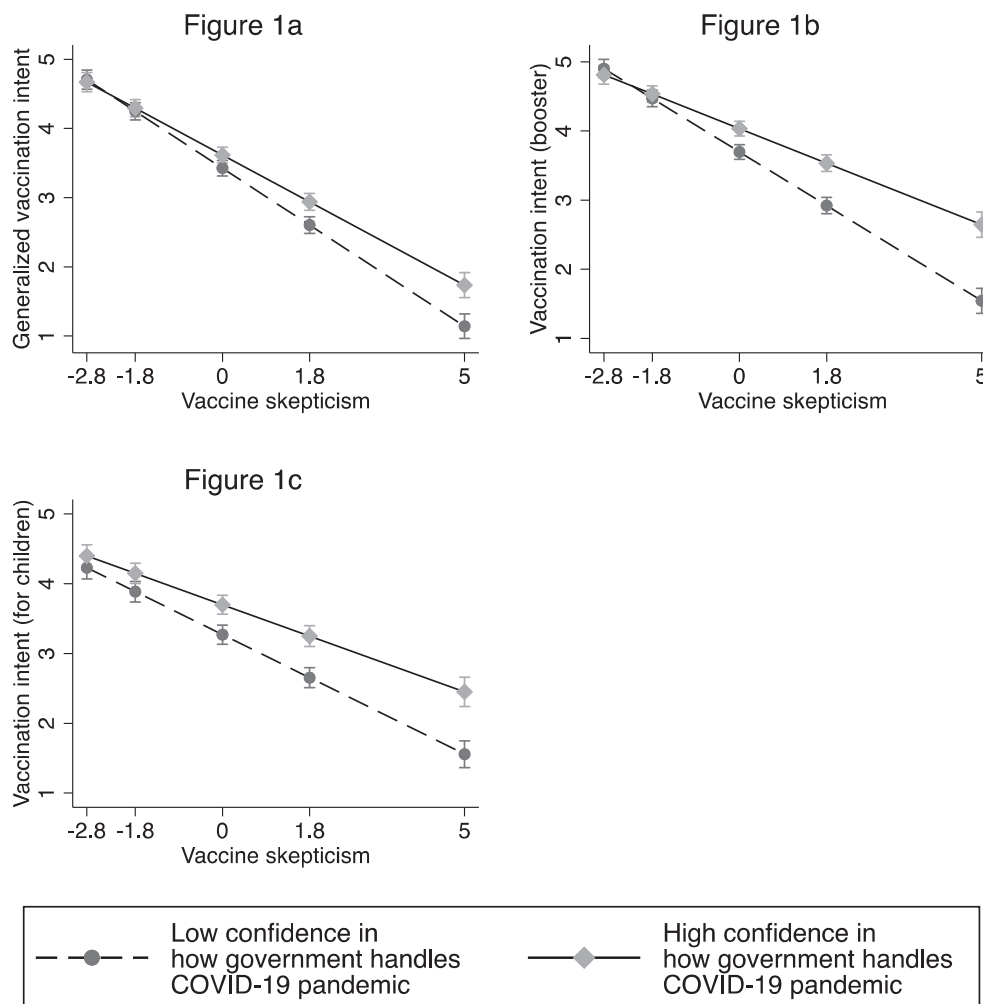 Figure 1a
Generalized vaccination intent
5
4
3
2
1
-2.8 -1.8 0 1.8 5
Vaccine skepticism
Figure 1b
Vaccination intent (booster)
5
4
3
2
1
-2.8 -1.8 0 1.8 5
Vaccine skepticism
Figure 1c
Vaccination intent (for children)
5
4
3
2
1
-2.8 -1.8 0 1.8 5
Vaccine skepticism
Low confidence in
how government handles
COVID-19 pandemic
High confidence in
how government handles
COVID-19 pandemic